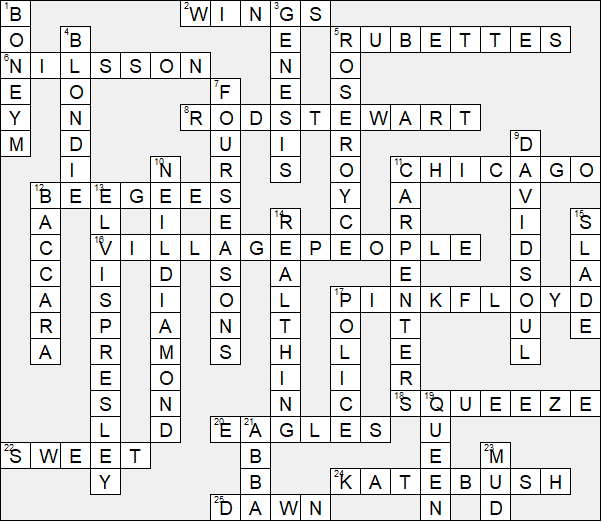 1B 2W I N 3G S
O 4B E 5R U B E T T E S
6N I L S S O N N O
E O 7F E S
Y N 8R O D S T E W A R T
M D U I R 9D
I 10N R S O 11C H I C A G O
12B E 13E G E E S Y A V
A L I E 14R C R I 15S
C 16V I L L A G E P E O P L E D L
C I D S A E S A
A S I O L 17P I N K F L O Y D
R P A N T O T U E
A R M S H L E L
E O I I R
S N N C 18S 19Q U E E Z E
L D 20E 21A G L E S U
22S W E E T B E 23M
Y B 24K A T E B U S H
25D A W N N D